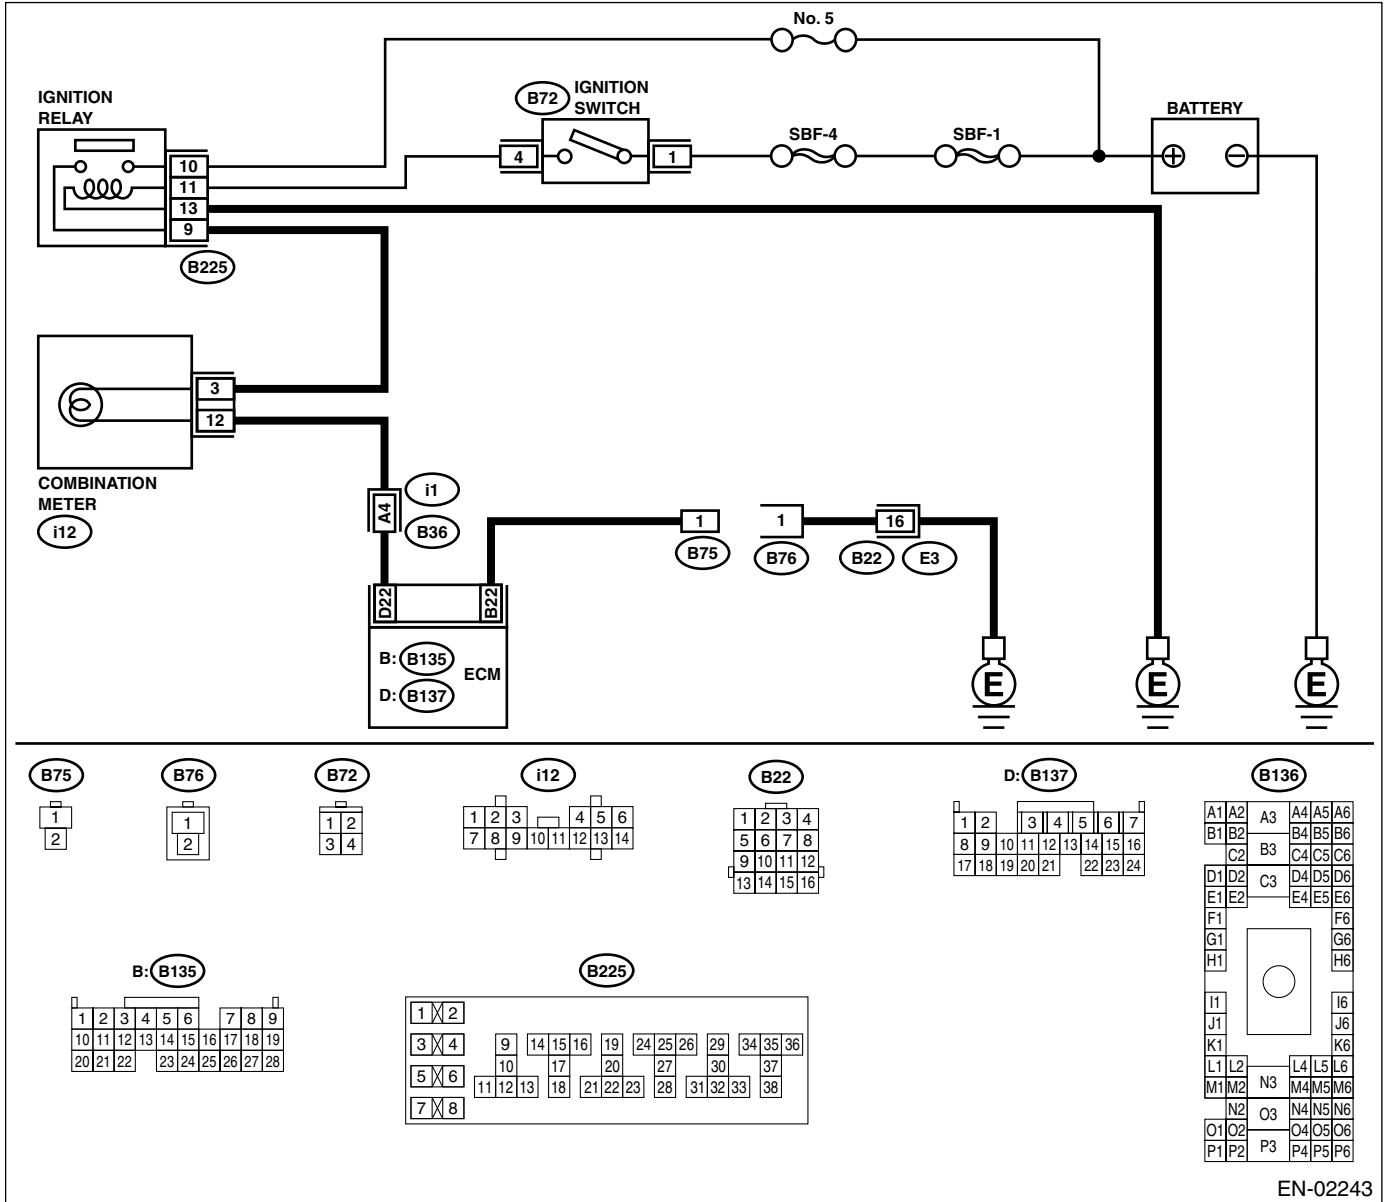 No. 5
IGNITION
RELAY
B72
IGNITION
SWITCH
SBF-4
SBF-1
BATTERY
4
1
10
11
13
9
B225
3
12
COMBINATION
METER
i12
A4
i1
B36
1
B75
1
B76
16
B22
E3
D22
B22
B: B135
D: B137
ECM
E
E
E
B75
1
2
B76
1
2
B72
1 2
3 4
i12
1 2 3 4 5 6
7 8 9 10 11 12 13 14
B22
1 2 3 4
5 6 7 8
9 10 11 12
13 14 15 16
D: B137
1 2 3 4 5 6 7
8 9 10 11 12 13 14 15 16
17 18 19 20 21 22 23 24
B136
A1 A2 A3 A4 A5 A6
B1 B2 B3 B4 B5 B6
C2 C3 C4 C5 C6
D1 D2 D4 D5 D6
E1 E2 E4 E5 E6
F1 F6
G1 G6
H1 H6
I1 I6
J1 J6
K1 K6
L1 L2 L4 L5 L6
M1 M2 N3 M4 M5 M6
N2 O3 N4 N5 N6
O1 O2 O4 O5 O6
P1 P2 P3 P4 P5 P6
B: B135
1 2 3 4 5 6 7 8 9
10 11 12 13 14 15 16 17 18 19
20 21 22 23 24 25 26 27 28
B225
1 2
3 4 9 14 15 16 19 24 25 26 29 34 35 36
10 17 20 27 30 37
5 6 11 12 13 18 21 22 23 28 31 32 33 38
7 8
EN-02243